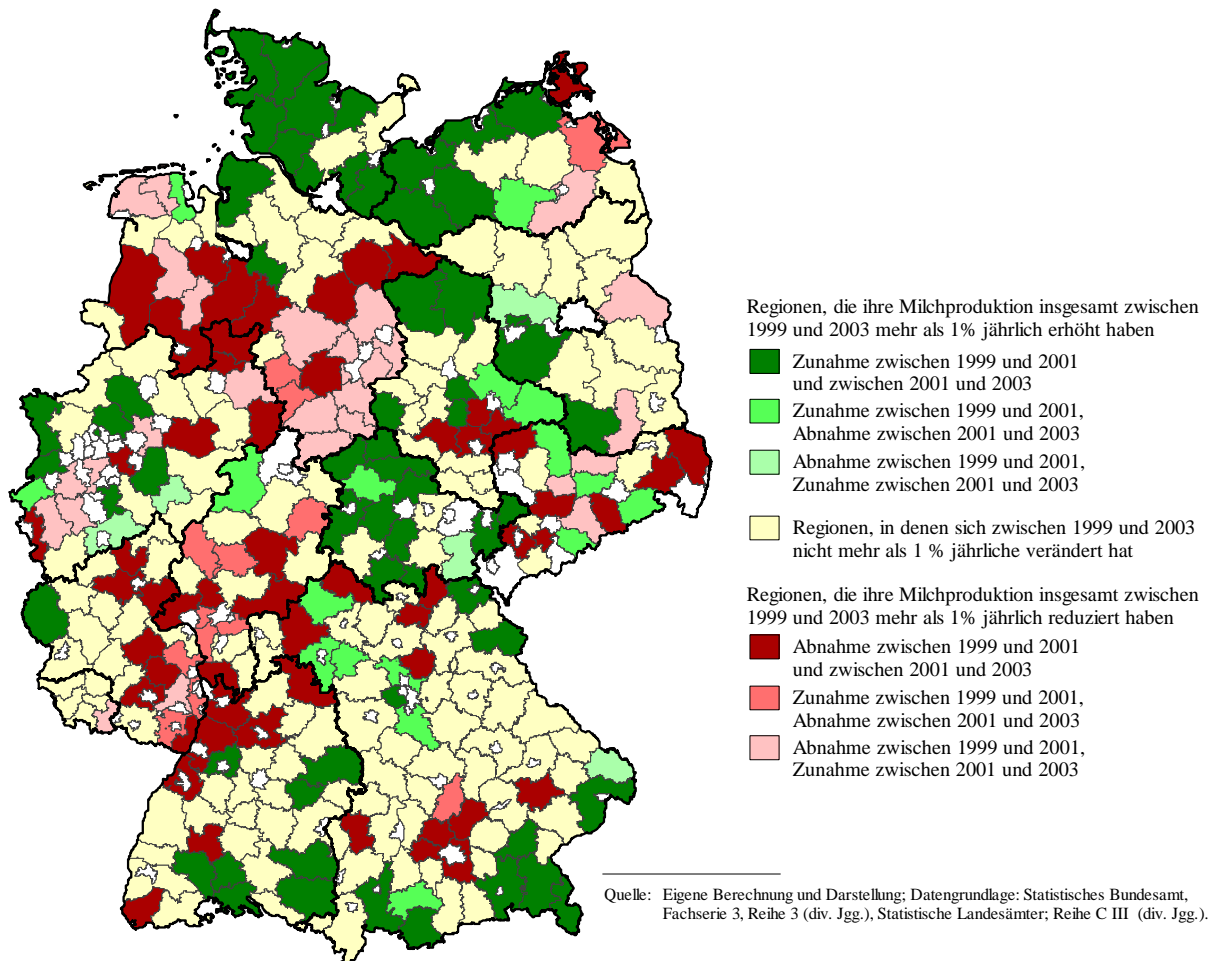 Regionen, die ihre Milchproduktion insgesamt zwischen
1999 und 2003 mehr als 1% jährlich erhöht haben
Zunahme zwischen 1999 und 2001
und zwischen 2001 und 2003
Zunahme zwischen 1999 und 2001,
Abnahme zwischen 2001 und 2003
Abnahme zwischen 1999 und 2001,
Zunahme zwischen 2001 und 2003
Regionen, in denen sich zwischen 1999 und 2003
nicht mehr als 1 % jährliche verändert hat
Regionen, die ihre Milchproduktion insgesamt zwischen
1999 und 2003 mehr als 1% jährlich reduziert haben
Abnahme zwischen 1999 und 2001
und zwischen 2001 und 2003
Zunahme zwischen 1999 und 2001,
Abnahme zwischen 2001 und 2003
Abnahme zwischen 1999 und 2001,
Zunahme zwischen 2001 und 2003
Quelle: Eigene Berechnung und Darstellung; Datengrundlage: Statistisches Bundesamt,
Fachserie 3, Reihe 3 (div. Jgg.), Statistische Landesämter; Reihe C III (div. Jgg.).